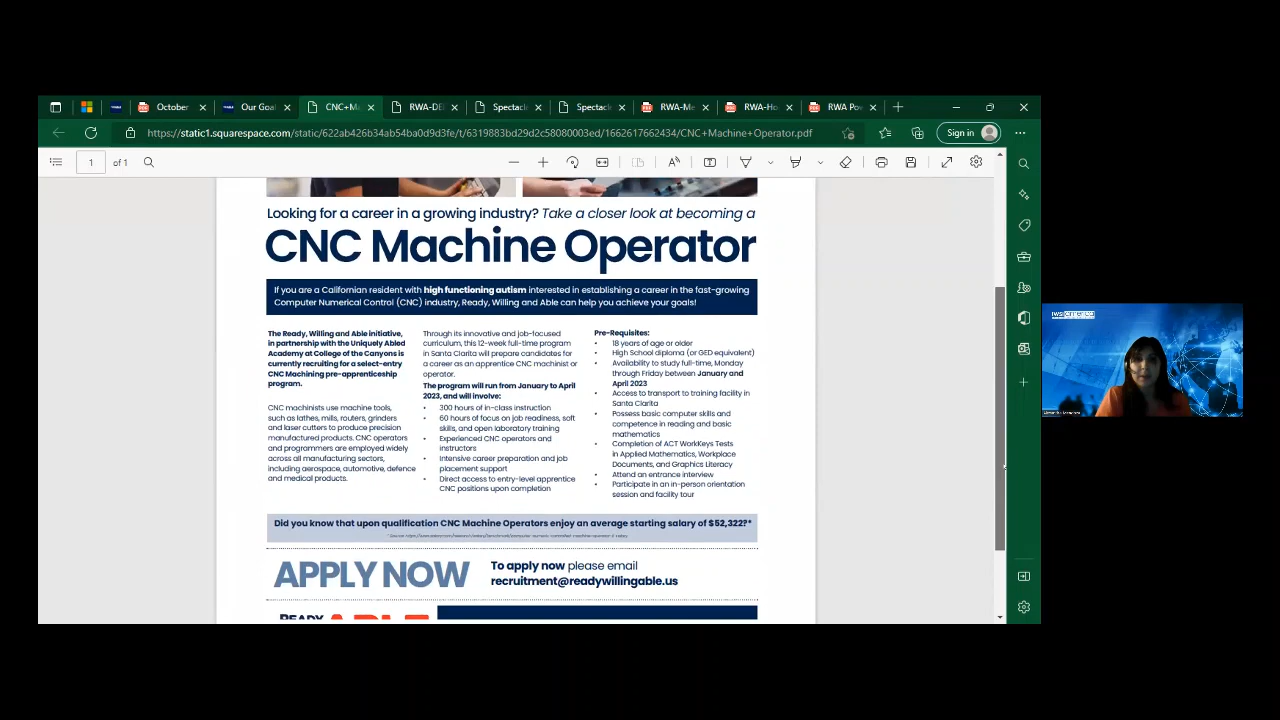 October
Our Goal
CNC+Ma
RWA-DE
Spectacle
Spectacle
RWA-Me
RWA-Ho
RWA Pov
https://static1.squarespace.com/static/622ab426b34ab54ba0d9d3fe/t/6319883bd29d2c58080003ed/1662617662434/CNC+Machine+Operator.pdf
Sign in
1 of 1
Looking for a career in a growing industry? Take a closer look at becoming a
CNC Machine Operator
If you are a Californian resident with high functioning autism interested in establishing a career in the fast-growing
Computer Numerical Control (CNC) industry, Ready, Willing and Able can help you achieve your goals!
The Ready, Willing and Able initiative,
in partnership with the Uniquely Abled
Academy at College of the Canyons is
currently recruiting for a select-entry
CNC Machining pre-apprenticeship
program.
CNC machinists use machine tools,
such as lathes, mills, routers, grinders
and laser cutters to produce precision
manufactured products. CNC operators
and programmers are employed widely
across all manufacturing sectors,
including aerospace, automotive, defence
and medical products.
Through its innovative and job-focused
curriculum, this 12-week full-time program
in Santa Clarita will prepare candidates for
a career as an apprentice CNC machinist or
operator.
The program will run from January to April
2023, and will involve:
• 300 hours of in-class instruction
• 60 hours of focus on job readiness, soft
skills, and open laboratory training
• Experienced CNC operators and
instructors
• Intensive career preparation and job
placement support
• Direct access to entry-level apprentice
CNC positions upon completion
Pre-Requisites:
• 18 years of age or older
• High School diploma (or GED equivalent)
• Availability to study full-time, Monday
through Friday between January and
April 2023
• Access to transport to training facility in
Santa Clarita
• Possess basic computer skills and
competence in reading and basic
mathematics
• Completion of ACT WorkKeys Tests
in Applied Mathematics, Workplace
Documents, and Graphics Literacy
• Attend an entrance interview
• Participate in an in-person orientation
session and facility tour
Did you know that upon qualification CNC Machine Operators enjoy an average starting salary of $52,322?*
APPLY NOW
To apply now please email
recruitment@readywillingable.us
READY
ABLE